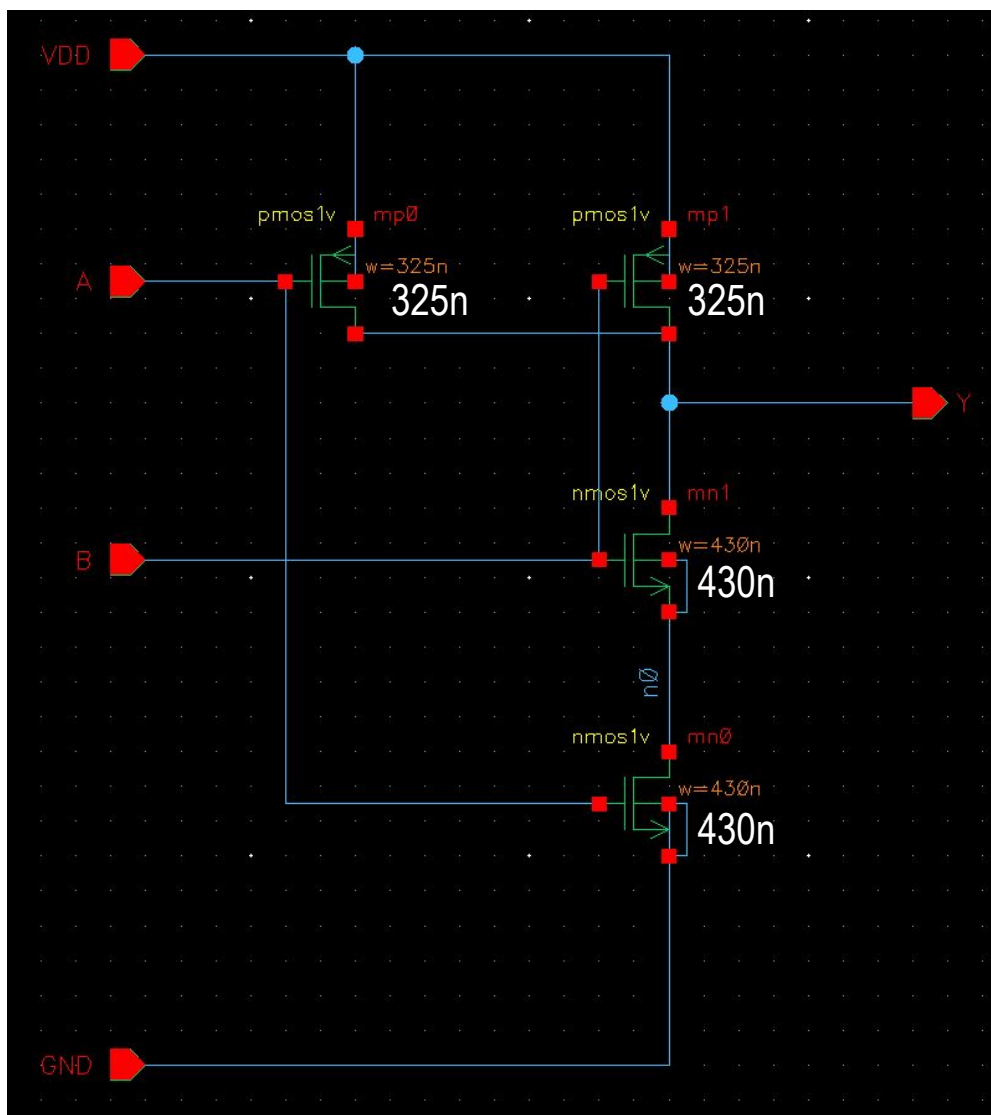 VDD
pmos1v mp0
pmos1v mp1
A
w=325n
325n
w=325n
325n
Y
nmos1v mn1
B
w=430n
430n
n0
nmos1v mn0
w=430n
430n
GND